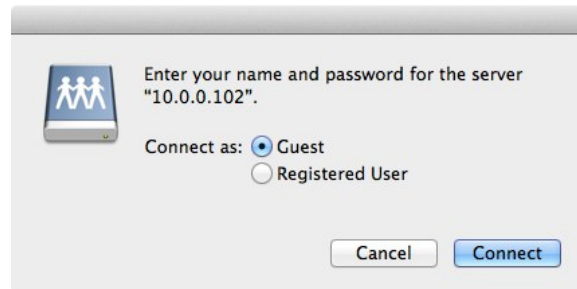 Enter your name and password for the server
"10.0.0.102".
Connect as: Guest
Registered User
Cancel Connect